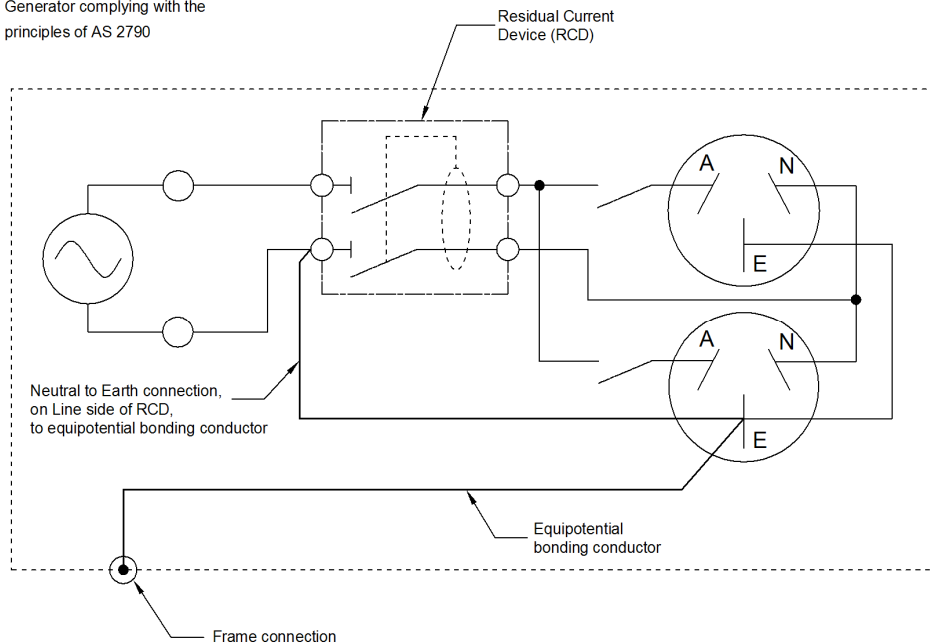 Generator complying with the
principles of AS 2790
Residual Current
Device (RCD)
A
N
E
A
N
E
Neutral to Earth connection,
on Line side of RCD,
to equipotential bonding conductor
Equipotential
bonding conductor
Frame connection